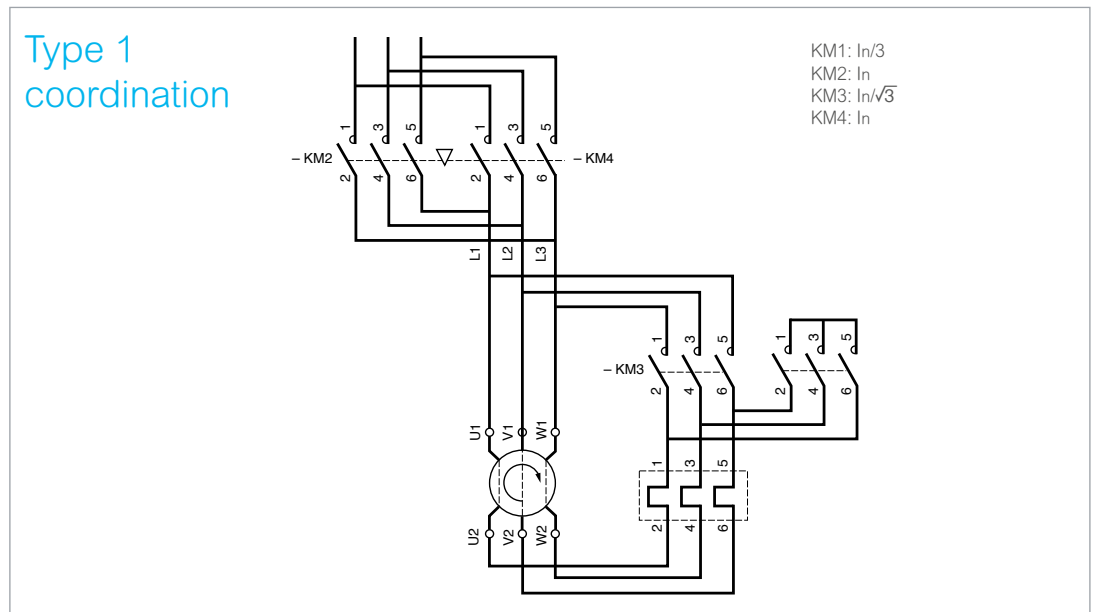 Type 1
coordination
KM1: In/3
KM2: In
KM3: In/√3
KM4: In
1 3 5 1 3 5
– KM2 – KM4
2 4 6 2 4 6
L1 L2 L3
1 3 5 1 3 5
– KM3
2 4 6 2 4 6
U1 V1 W1
1 3 5
2 4 6
U2 V2 W2